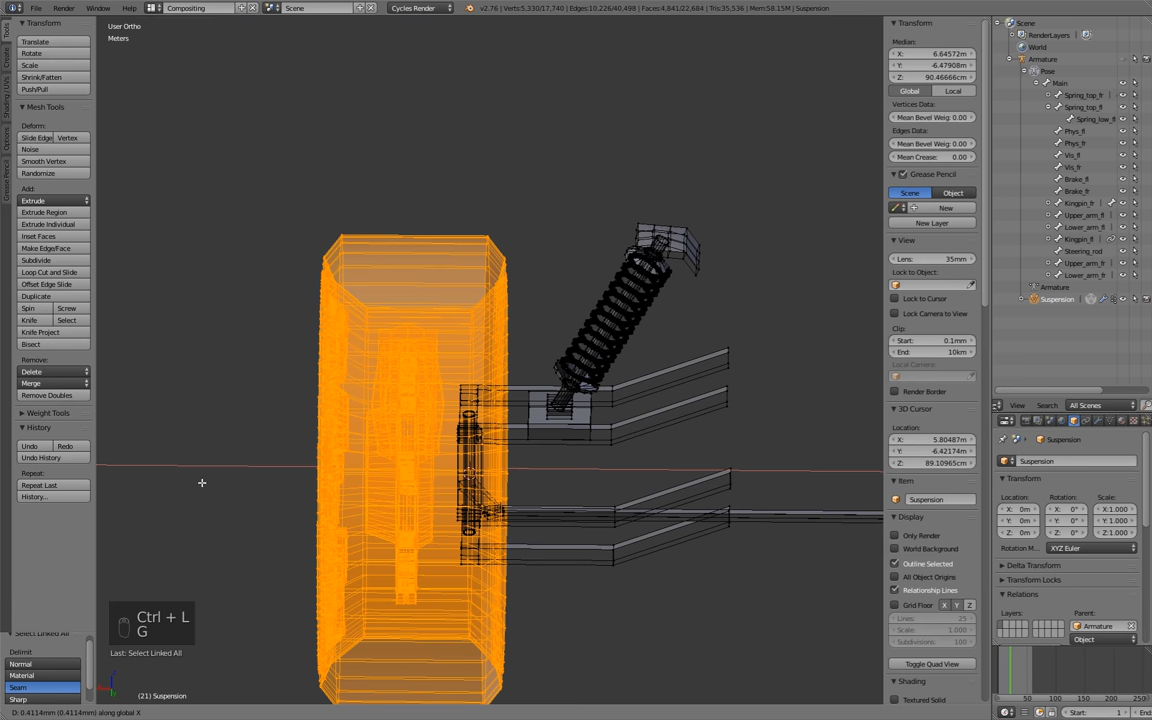 File Render Window Help Compositing Scene Cycles Render v2.76 | Verts:5,330/17,740 | Edges:10,226/40,498 | Faces:4,841/22,684 | Tris:35,536 | Mem:58.15M | Suspension
Tools
Create
Shading / UVs
Options
Grease Pencil
Transform
Translate
Rotate
Scale
Shrink/Fatten
Push/Pull
Mesh Tools
Deform:
Slide Edge Vertex
Noise
Smooth Vertex
Randomize
Add:
Extrude
Extrude Region
Extrude Individual
Inset Faces
Make Edge/Face
Subdivide
Loop Cut and Slide
Offset Edge Slide
Duplicate
Spin Screw
Knife Select
Knife Project
Bisect
Remove:
Delete
Merge
Remove Doubles
Weight Tools
History
Undo Redo
Undo History
Repeat:
Repeat Last
History...
Select Linked All
Delimit
Normal
Material
Seam
Sharp
User Ortho
Meters
Ctrl + L
G
Last: Select Linked All
(21) Suspension
D: 0.4114mm (0.4114mm) along global X
Transform
Median:
X: 6.64572m
Y: -6.47908m
Z: 90.46666cm
Global Local
Vertices Data:
Mean Bevel Weig: 0.00
Edges Data:
Mean Bevel Weig: 0.00
Mean Crease: 0.00
Grease Pencil
Scene Object
New
New Layer
View
Lens: 35mm
Lock to Object:
Lock to Cursor
Lock Camera to View
Clip:
Start: 0.1mm
End: 10km
Local Camera:
Render Border
3D Cursor
Location:
X: 5.80487m
Y: -6.42174m
Z: 89.10965cm
Item
Suspension
Display
Only Render
World Background
Outline Selected
All Object Origins
Relationship Lines
Grid Floor X Y Z
Lines: 25
Scale: 1.000
Subdivisions: 100
Toggle Quad View
Shading
Textured Solid
Scene
RenderLayers
World
Armature
Pose
Main
Spring_top_fr
Spring_top_fl
Spring_low_fl
Phys_fl
Phys_fr
Vis_fl
Vis_fr
Brake_fl
Brake_fr
Kingpin_fr
Upper_arm_fl
Lower_arm_fl
Kingpin_fl
Steering_rod
Upper_arm_fr
Lower_arm_fr
Armature
Suspension
View Search All Scenes
Suspension
Suspension
Transform
Location: Rotation: Scale:
X: 0m X: 0° X: 1.000
Y: 0m Y: 0° Y: 1.000
Z: 0m Z: 0° Z: 1.000
Rotation M... XYZ Euler
Delta Transform
Transform Locks
Relations
Layers: Parent:
Armature
Object
50 100 150 200 250
Start: 1